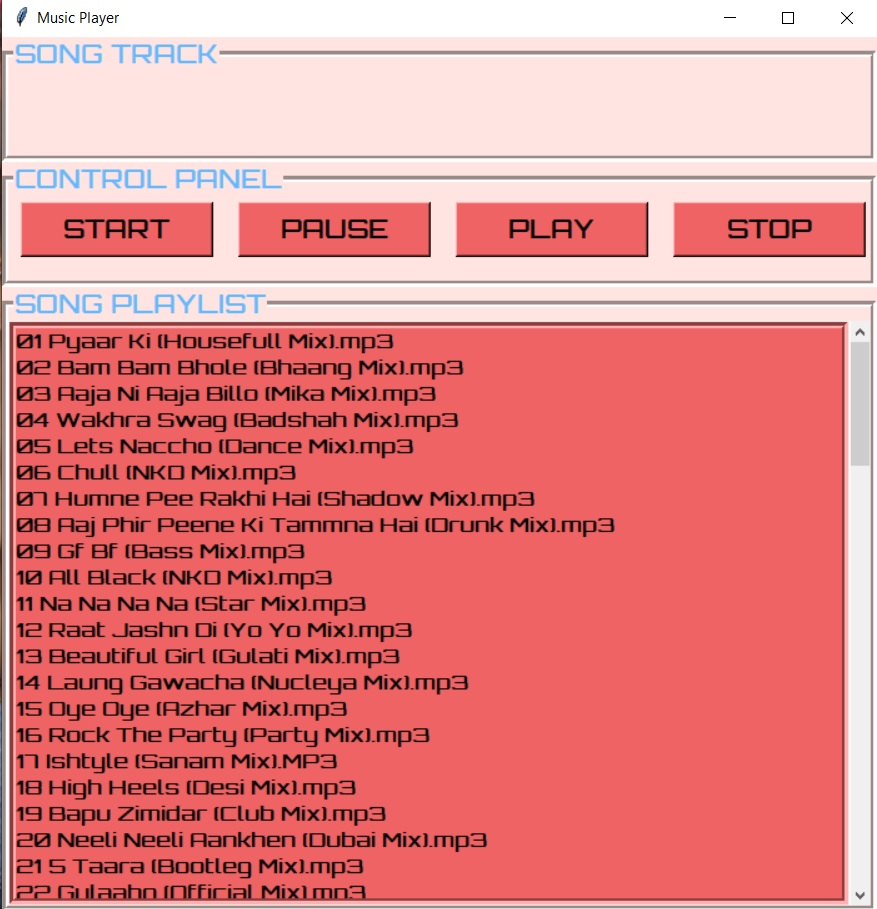 Music Player
SONG TRACK
CONTROL PANEL
START PAUSE PLAY STOP
SONG PLAYLIST
01 Pyaar Ki (Housefull Mix).mp3
02 Bam Bam Bhole (Bhaang Mix).mp3
03 Aaja Ni Aaja Billo (Mika Mix).mp3
04 Wakhra Swag (Badshah Mix).mp3
05 Lets Naccho (Dance Mix).mp3
06 Chull (NKD Mix).mp3
07 Humne Pee Rakhi Hai (Shadow Mix).mp3
08 Aaj Phir Peene Ki Tammna Hai (Drunk Mix).mp3
09 Gf Bf (Bass Mix).mp3
10 All Black (NKD Mix).mp3
11 Na Na Na Na (Star Mix).mp3
12 Raat Jashn Di (Yo Yo Mix).mp3
13 Beautiful Girl (Gulati Mix).mp3
14 Laung Gawacha (Nucleya Mix).mp3
15 Oye Oye (Azhar Mix).mp3
16 Rock The Party (Party Mix).mp3
17 Ishtyle (Sanam Mix).MP3
18 High Heels (Desi Mix).mp3
19 Bapu Zimidar (Club Mix).mp3
20 Neeli Neeli Aankhen (Dubai Mix).mp3
21 5 Taara (Bootleg Mix).mp3
22 Gulaabo (Official Mix).mp3